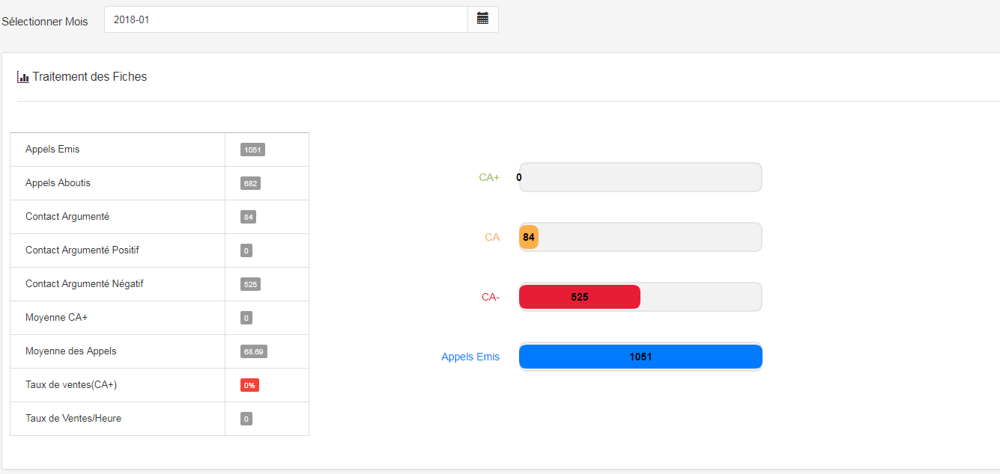 Sélectionner Mois 2018-01
Traitement des Fiches
Appels Emis 1051
Appels Aboutis 682
Contact Argumenté 84
Contact Argumenté Positif 0
Contact Argumenté Négatif 525
Moyenne CA+ 0
Moyenne des Appels 68.69
Taux de ventes(CA+) 0%
Taux de Ventes/Heure 0
CA+ 0
CA 84
CA- 525
Appels Emis 1051